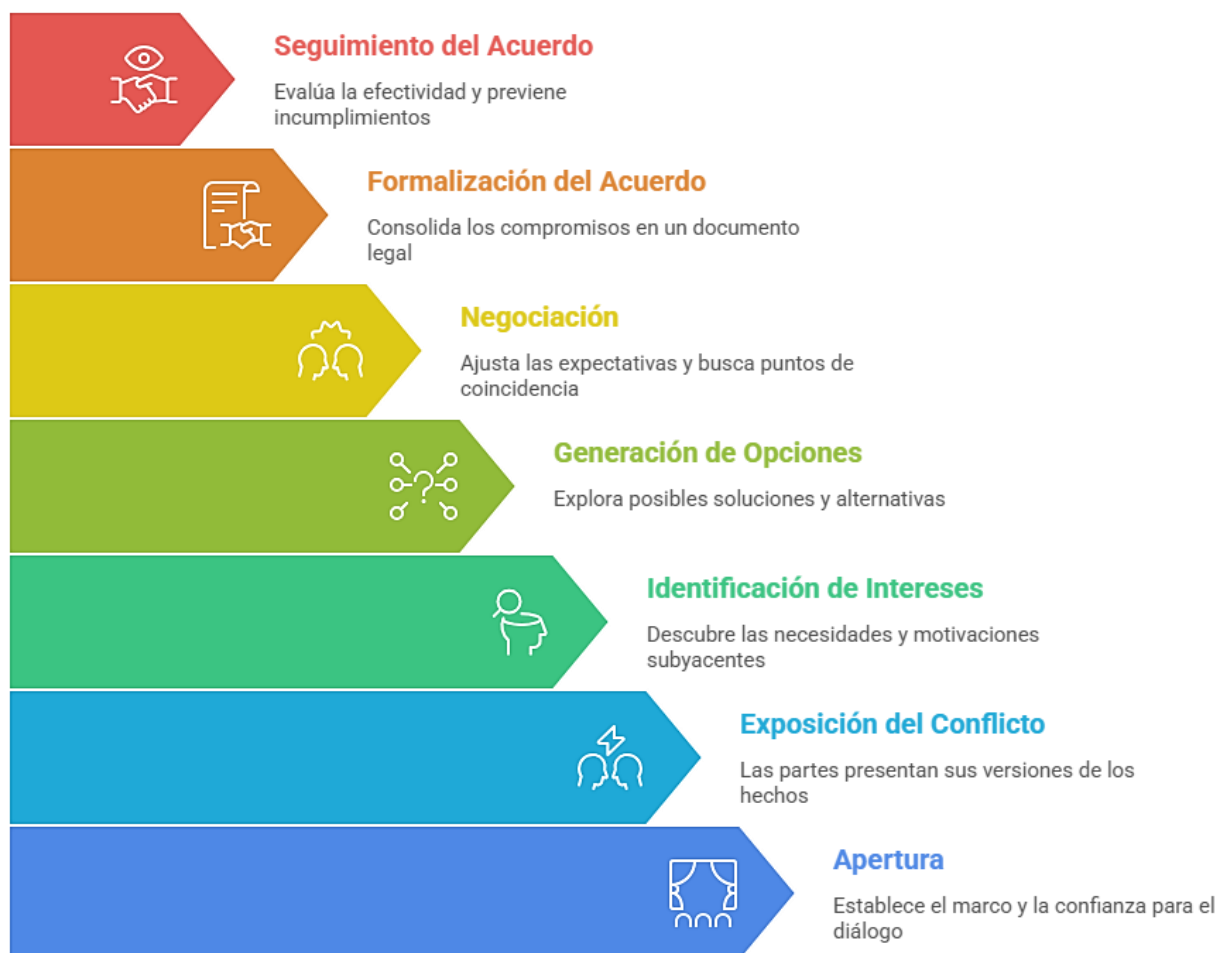 Seguimiento del Acuerdo
Evalúa la efectividad y previene
incumplimientos
Formalización del Acuerdo
Consolida los compromisos en un documento
legal
Negociación
Ajusta las expectativas y busca puntos de
coincidencia
Generación de Opciones
Explora posibles soluciones y alternativas
Identificación de Intereses
Descubre las necesidades y motivaciones
subyacentes
Exposición del Conflicto
Las partes presentan sus versiones de los
hechos
Apertura
Establece el marco y la confianza para el
diálogo